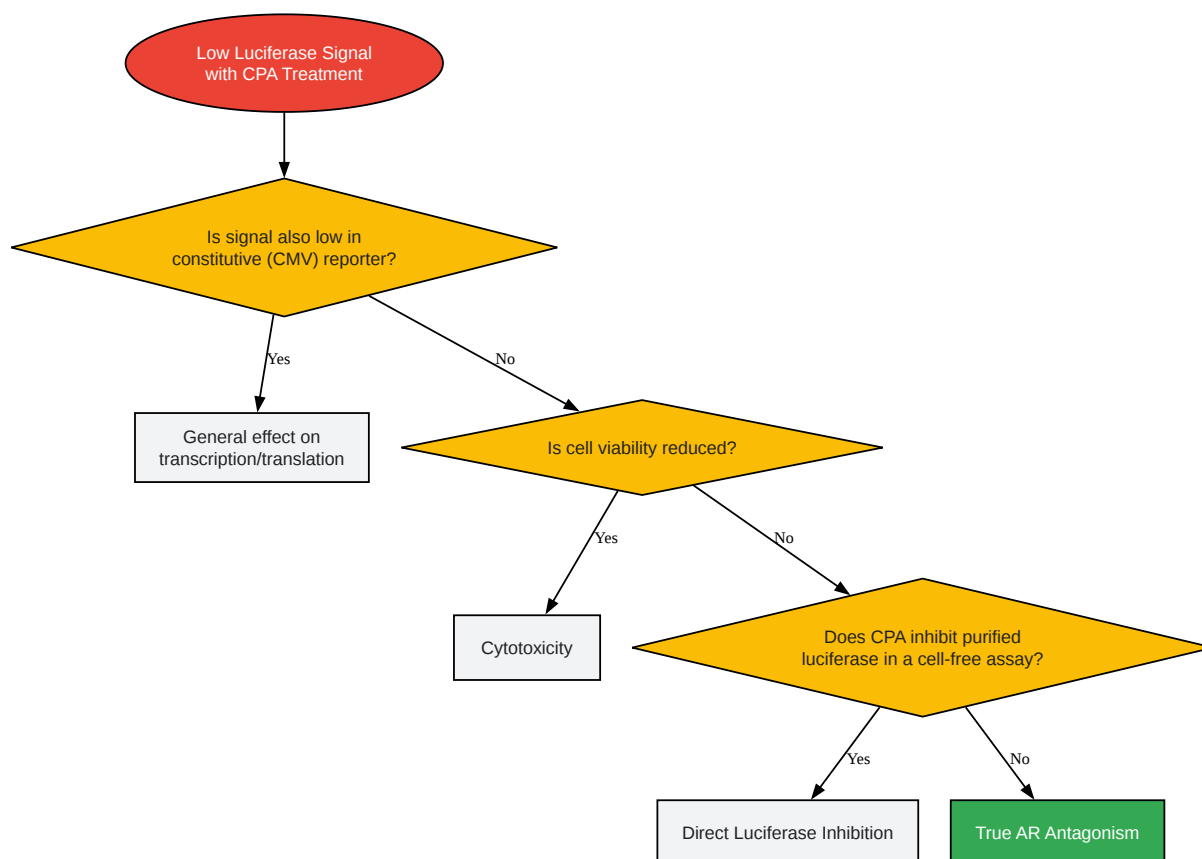 Low Luciferase Signal
with CPA Treatment
Is signal also low in
constitutive (CMV) reporter?
Yes
No
General effect on
transcription/translation
Is cell viability reduced?
Yes
No
Cytotoxicity
Does CPA inhibit purified
luciferase in a cell-free assay?
Yes
No
Direct Luciferase Inhibition
True AR Antagonism